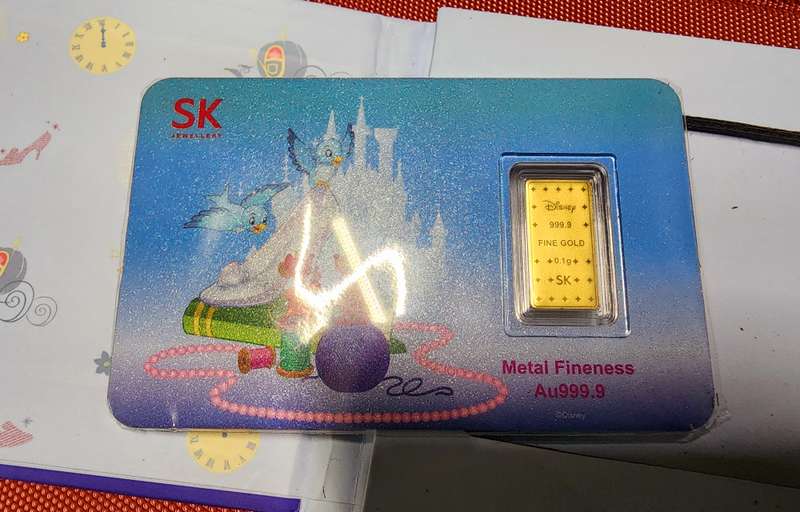 SK
JEWELLERY
Disney
999.9
FINE GOLD
0.1g
SK
Metal Fineness
Au999.9
©Disney